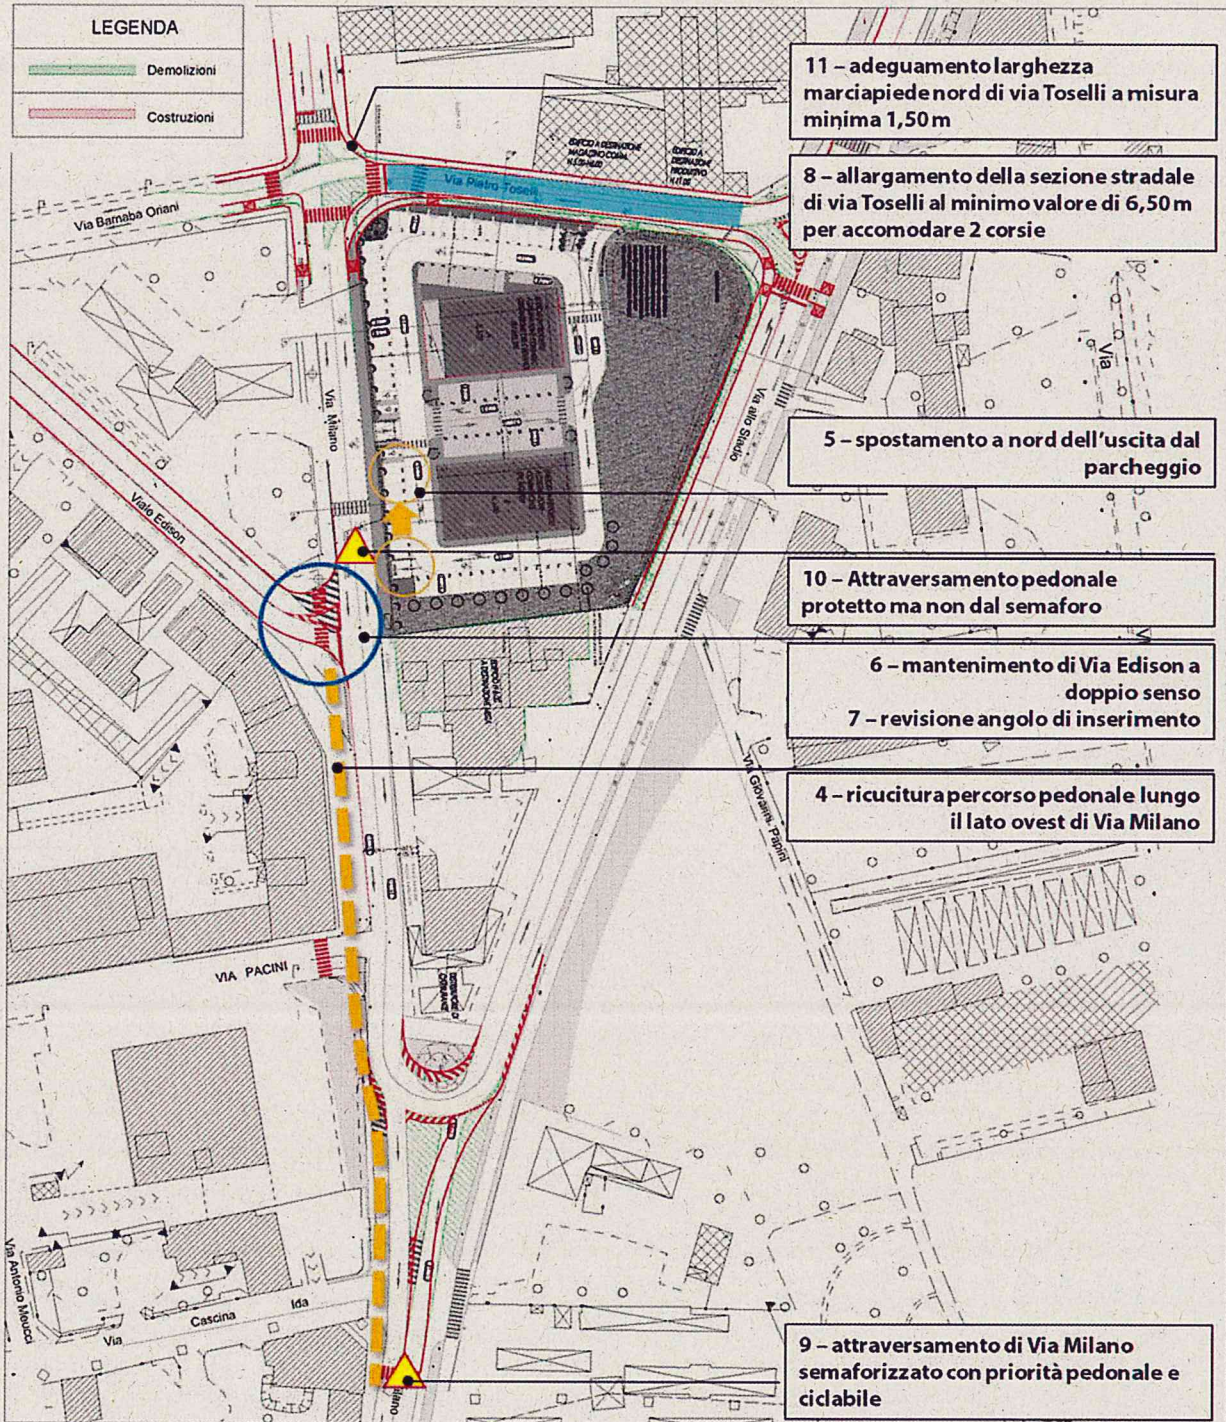 LEGENDA
Demolizioni
Costruzioni
11 – adeguamento larghezza
marciapiede nord di via Toselli a misura
minima 1,50 m
8 – allargamento della sezione stradale
di via Toselli al minimo valore di 6,50 m
per accomodare 2 corsie
Via Barnaba Oriani
Via Pietro Toselli
Via Milano
Via allo Stadio
Via
5 – spostamento a nord dell'uscita dal
parcheggio
Viale Edison
10 – Attraversamento pedonale
protetto ma non dal semaforo
6 – mantenimento di Via Edison a
doppio senso
7 – revisione angolo di inserimento
4 – ricucitura percorso pedonale lungo
il lato ovest di Via Milano
Via Giovanni Papini
VIA PACINI
Via Antonio Meucci
Via Cascina Ida
9 – attraversamento di Via Milano
semaforizzato con priorità pedonale e
ciclabile